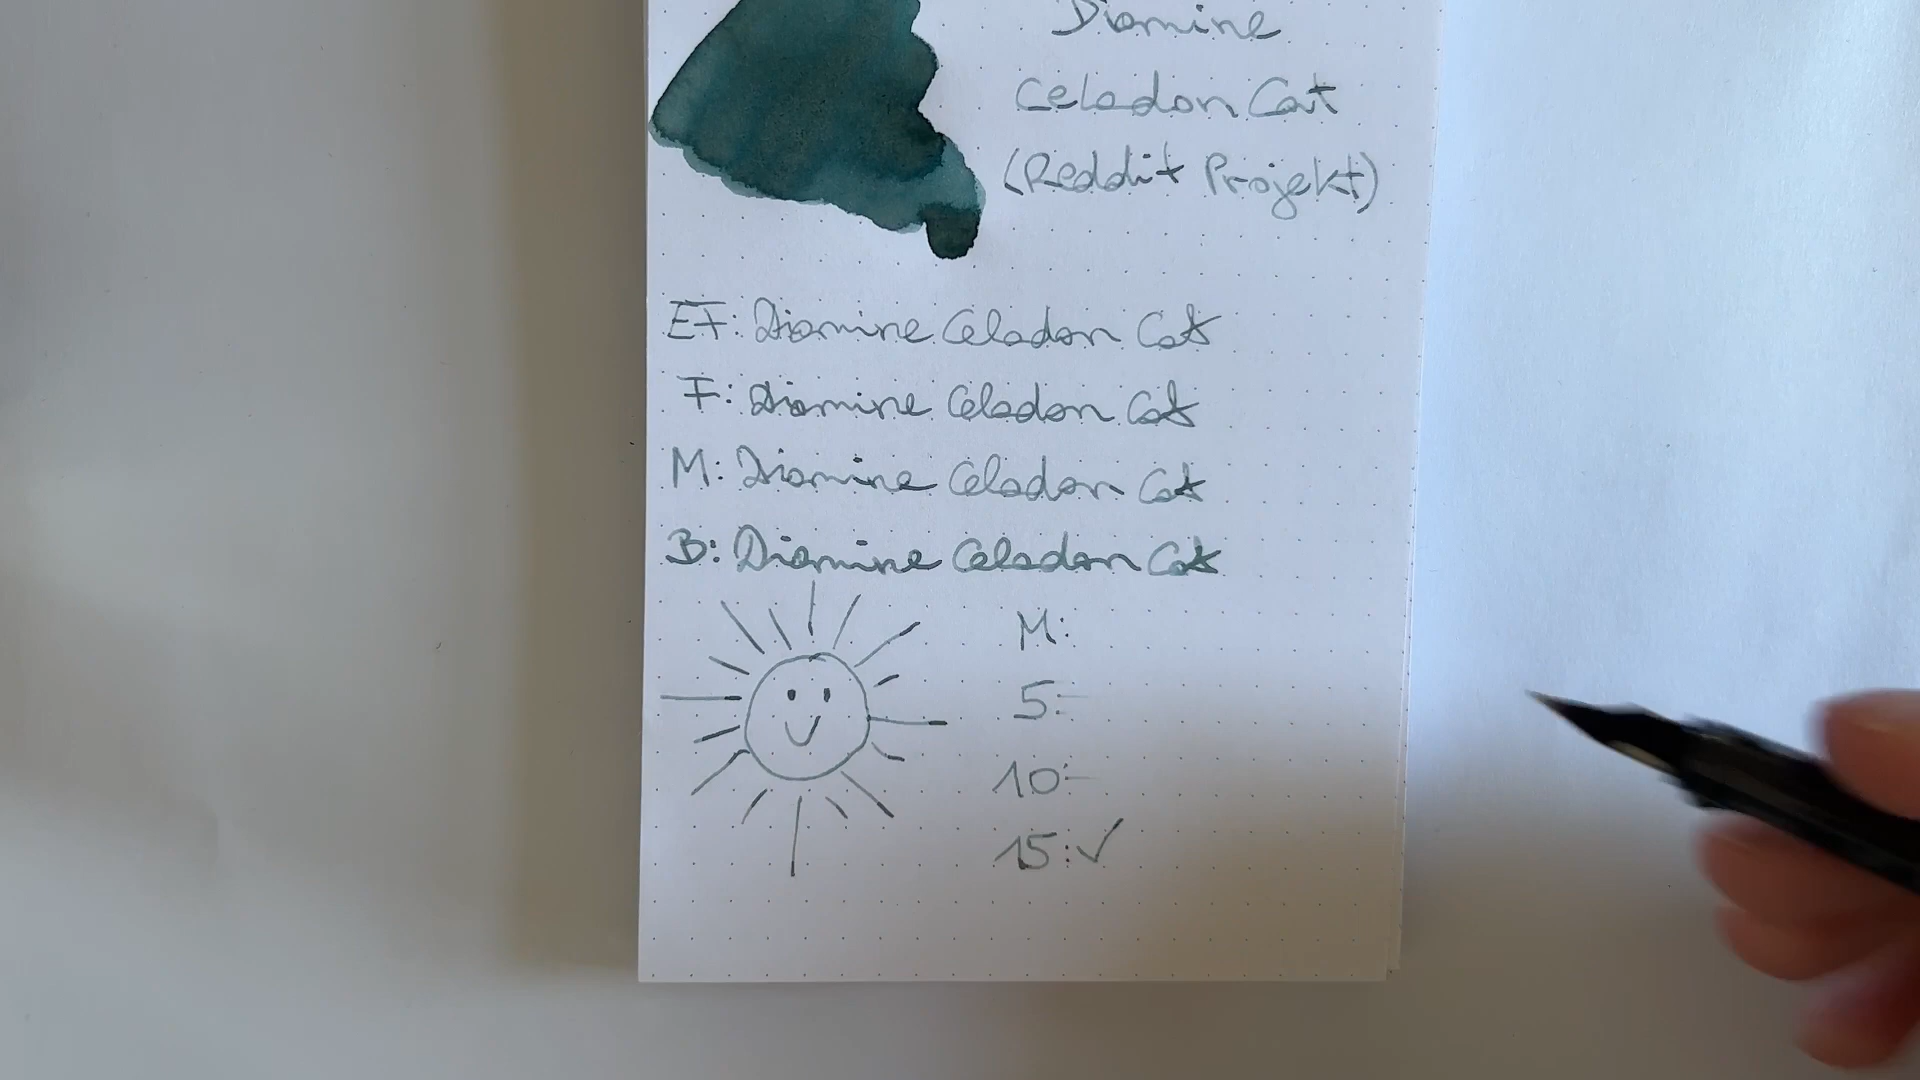 Diamine
Celadon Cat
(Reddit Projekt)
EF: Diamine Celadon Cat
F: Diamine Celadon Cat
M: Diamine Celadon Cat
B: Diamine Celadon Cat
M:
5:-
10:-
15:✓